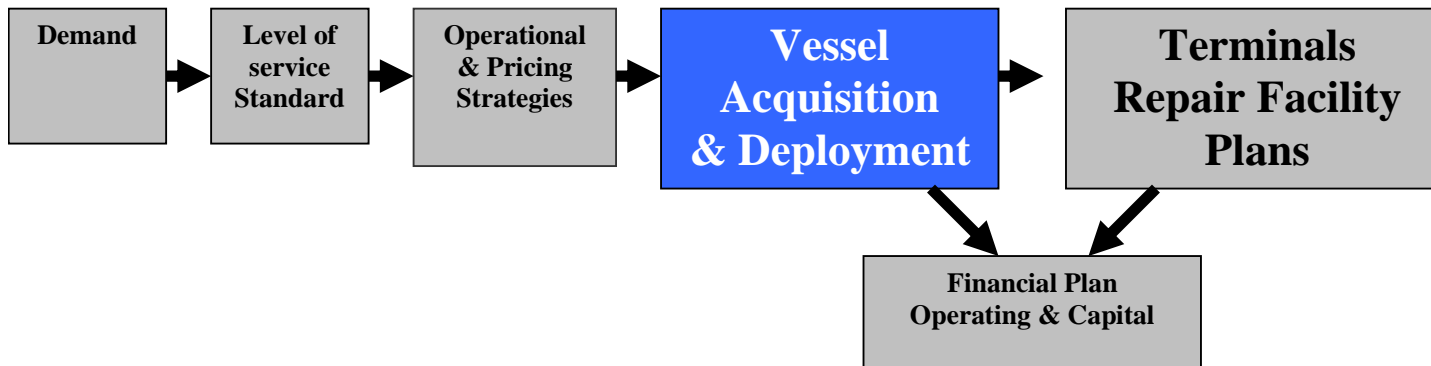 Demand
Level of
service
Standard
Operational
& Pricing
Strategies
Vessel
Acquisition
& Deployment
Terminals
Repair Facility
Plans
Financial Plan
Operating & Capital